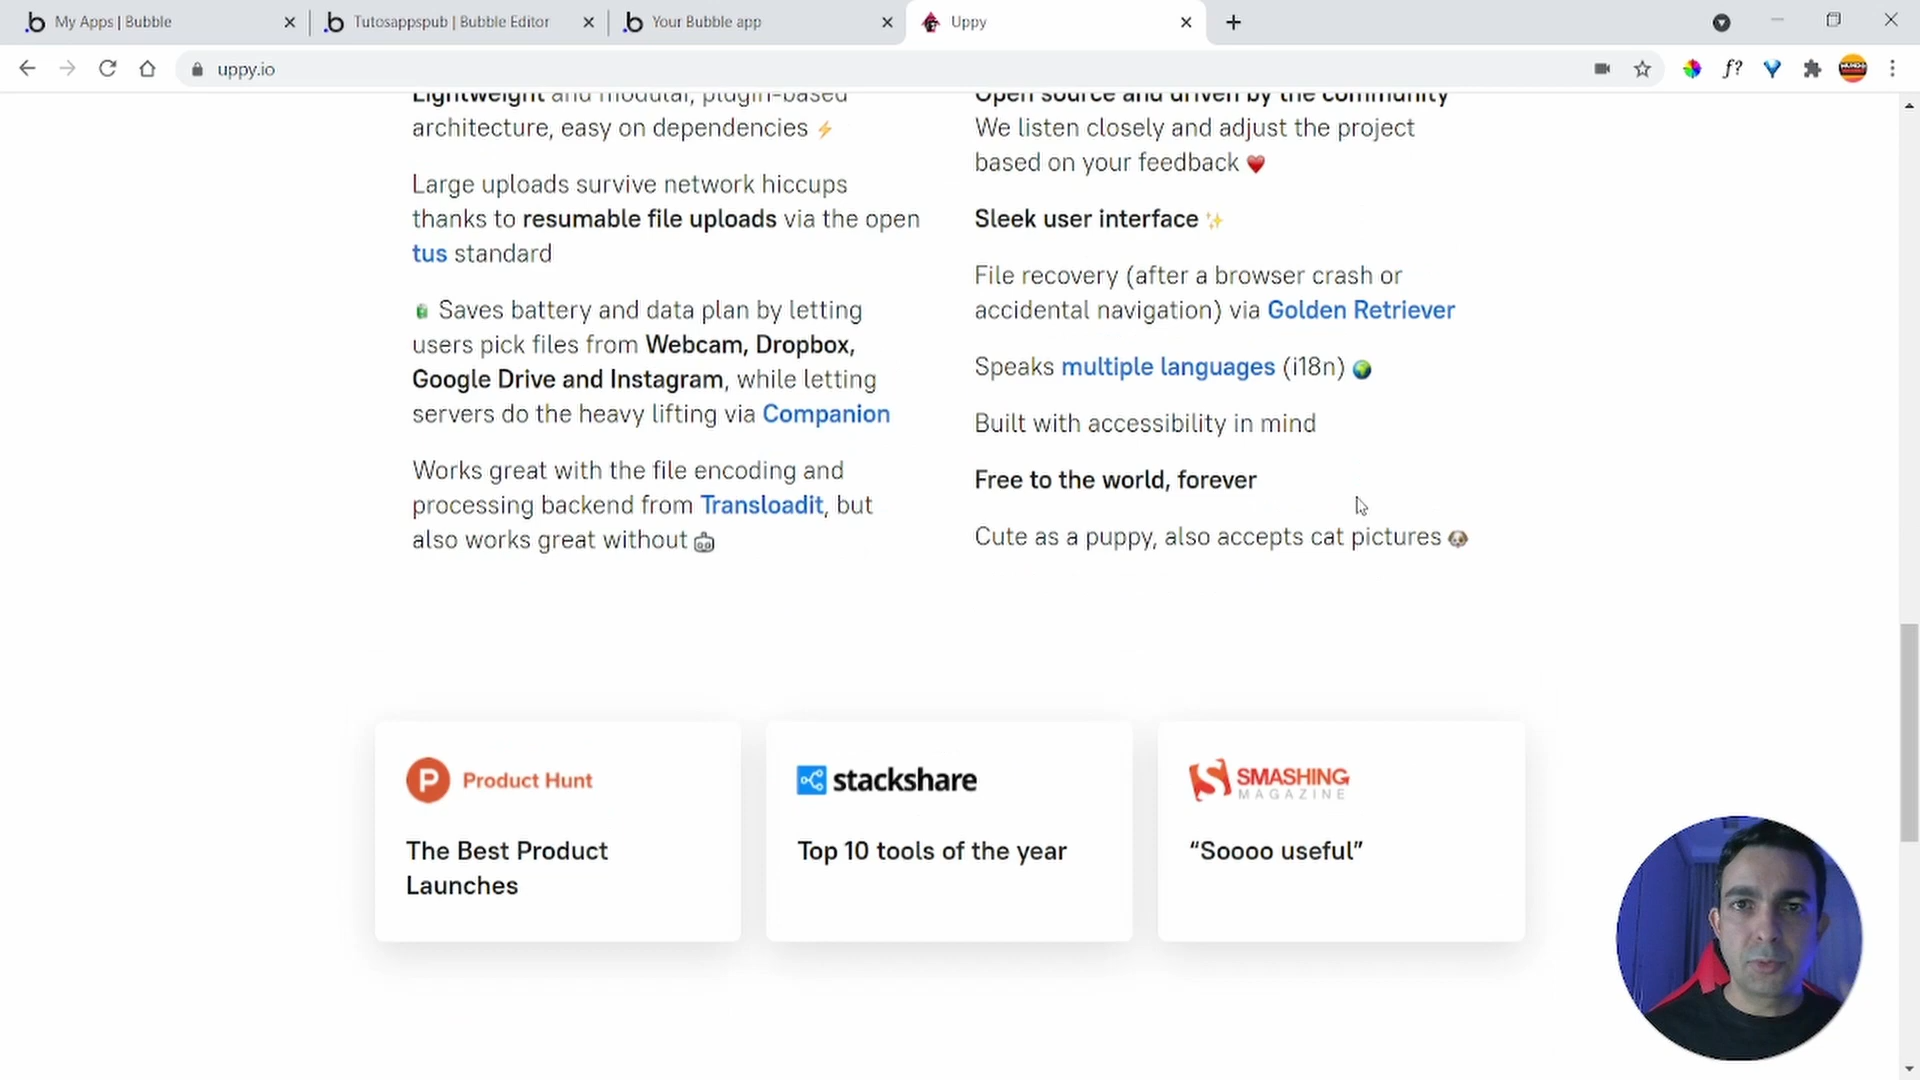 My Apps | Bubble
Tutosappspub | Bubble Editor
Your Bubble app
Uppy
uppy.io
f?
Lightweight and modular, plugin-based
architecture, easy on dependencies ⚡
Large uploads survive network hiccups
thanks to resumable file uploads via the open
tus standard
🔋 Saves battery and data plan by letting
users pick files from Webcam, Dropbox,
Google Drive and Instagram, while letting
servers do the heavy lifting via Companion
Works great with the file encoding and
processing backend from Transloadit, but
also works great without 🤖
Open source and driven by the community
We listen closely and adjust the project
based on your feedback ❤️
Sleek user interface ✨
File recovery (after a browser crash or
accidental navigation) via Golden Retriever
Speaks multiple languages (i18n) 🌍
Built with accessibility in mind
Free to the world, forever
Cute as a puppy, also accepts cat pictures 🐶
Product Hunt
The Best Product
Launches
stackshare
Top 10 tools of the year
SMASHING
MAGAZINE
“Soooo useful”